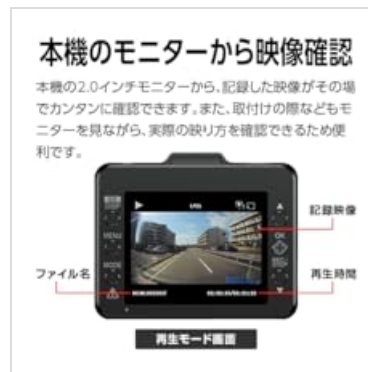 本機のモニターから映像確認
本機の2.0インチモニターから、記録した映像がその場
でカンタンに確認できます。また、取付けの際などもモ
ニターを見ながら、実際の映り方を確認できるため便
利です。
記録映像
MENU
OK
MODE
ファイル名
再生時間
再生モード画面